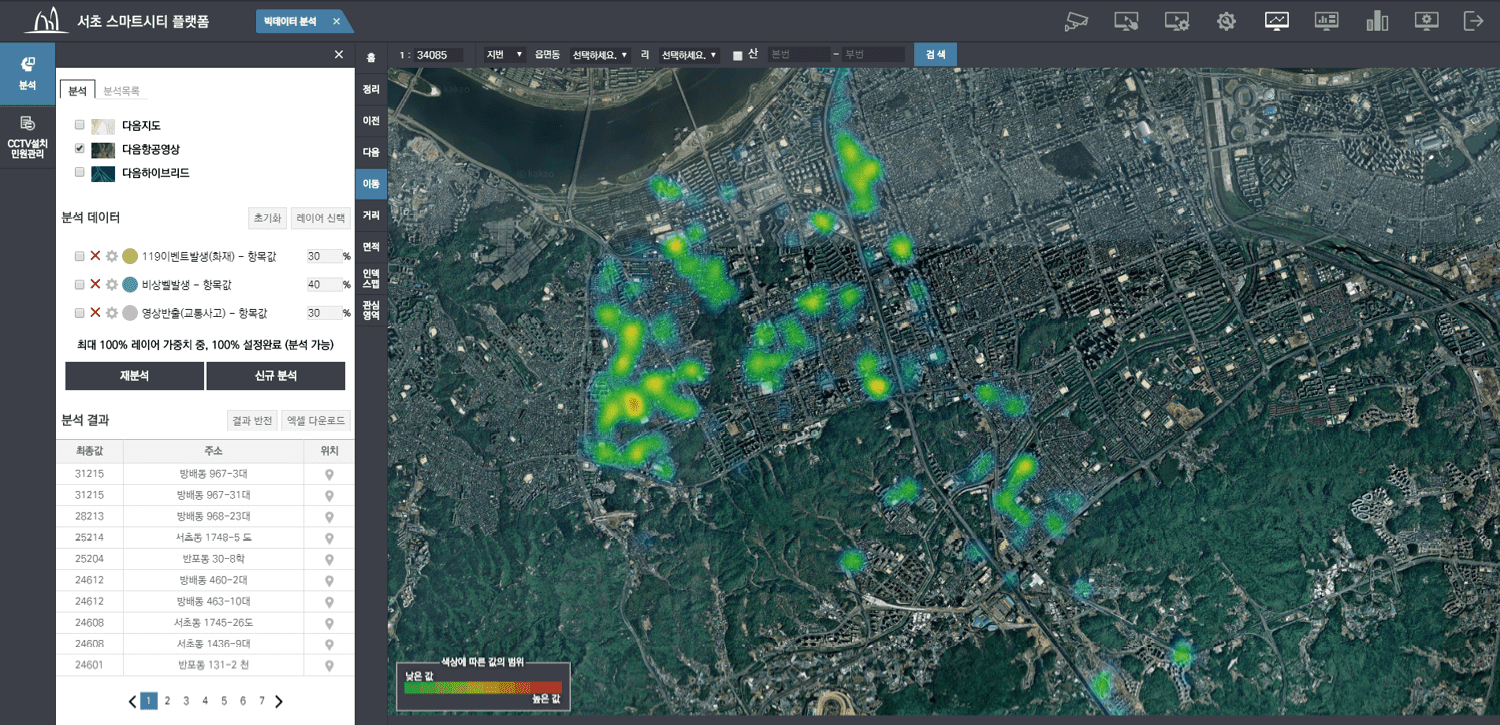 서초 스마트시티 플랫폼
빅데이터 분석 ×
분석
CCTV설치
민원관리
홈
정리
이전
다음
이동
거리
면적
인덱
스맵
관심
영역
1 : 34085
지번 ▼
읍면동
선택하세요. ▼
리
선택하세요. ▼
산
본번
-
부번
검색
분석
분석목록
다음지도
다음항공영상
다음하이브리드
분석 데이터
초기화
레이어 선택
119이벤트발생(화재) - 항목값 30 %
비상벨발생 - 항목값 40 %
영상반출(교통사고) - 항목값 30 %
최대 100% 레이어 가중치 중, 100% 설정완료 (분석 가능)
재분석
신규 분석
분석 결과
결과 반전
엑셀 다운로드
최종값 주소 위치
31215 방배동 967-3대
31215 방배동 967-31대
28213 방배동 968-23대
25214 서초동 1748-5 도
25204 반포동 30-8학
24612 방배동 460-2대
24612 방배동 463-10대
24608 서초동 1745-26도
24608 서초동 1436-9대
24601 반포동 131-2 천
1 2 3 4 5 6 7
kakao
색상에 따른 값의 범위
낮은 값
높은 값